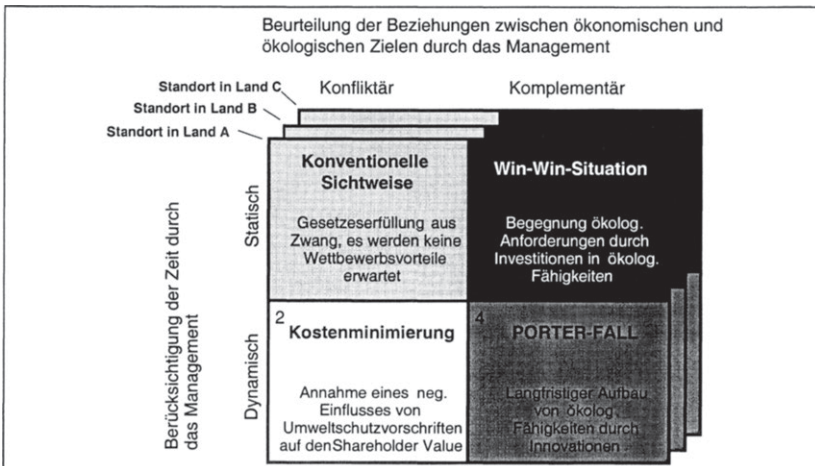 Beurteilung der Beziehungen zwischen ökonomischen und
ökologischen Zielen durch das Management
Standort in Land C
Konfliktär
Komplementär
Standort in Land B
Standort in Land A
Berücksichtigung der Zeit durch
das Management
Statisch
Konventionelle
Sichtweise
Gesetzeserfüllung aus
Zwang, es werden keine
Wettbewerbsvorteile
erwartet
Win-Win-Situation
Begegnung ökolog.
Anforderungen durch
Investitionen in ökolog.
Fähigkeiten
Dynamisch
2
Kostenminimierung
Annahme eines neg.
Einflusses von
Umweltschutzvorschriften
auf denShareholder Value
4
PORTER-FALL
Langfristiger Aufbau
von ökolog.
Fähigkeiten durch
Innovationen